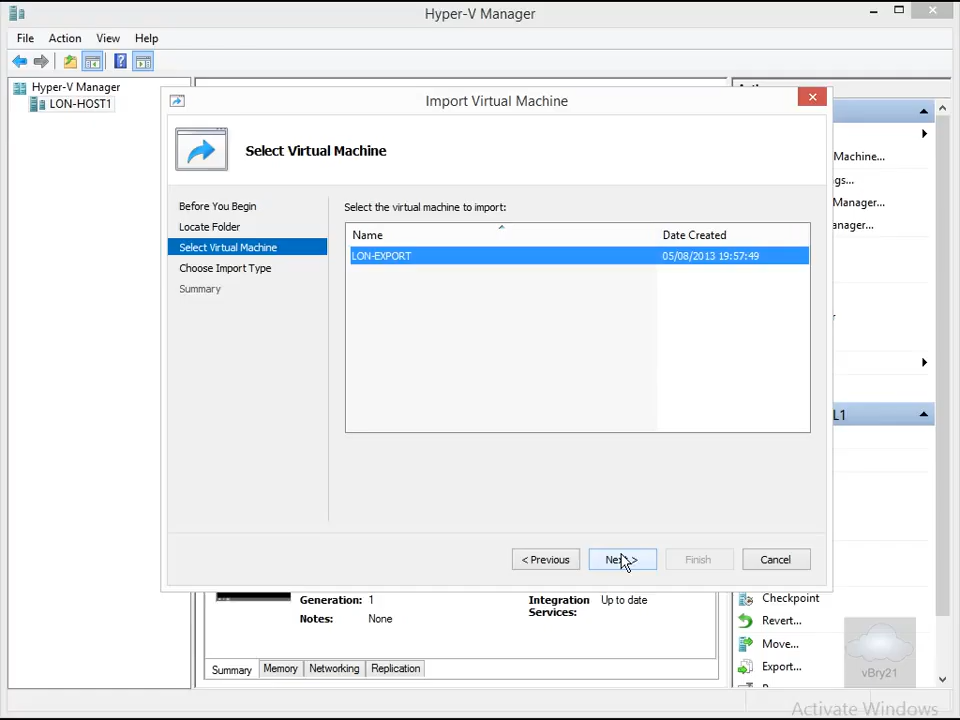 Hyper-V Manager
File Action View Help
Hyper-V Manager
LON-HOST1
Import Virtual Machine
Select Virtual Machine
Before You Begin
Locate Folder
Select Virtual Machine
Choose Import Type
Summary
Select the virtual machine to import:
Name Date Created
LON-EXPORT 05/08/2013 19:57:49
< Previous
Finish
Cancel
Machine...
gs...
Manager...
anager...
L1
Generation: 1
Notes: None
Integration Services: Up to date
Summary Memory Networking Replication
Checkpoint
Revert...
Move...
Export...
vBry21
Activate Windows